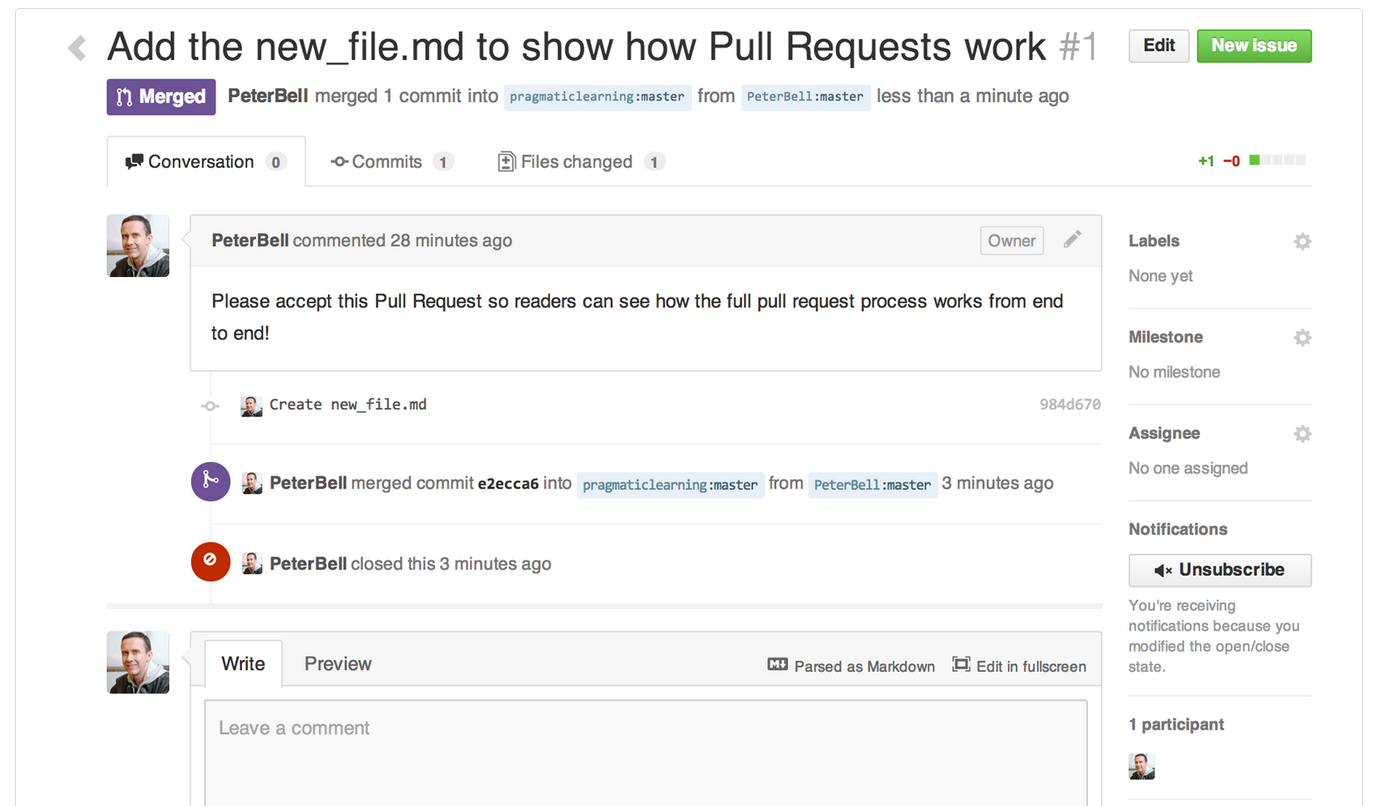 Add the new_file.md to show how Pull Requests work #1
Edit
New issue
Merged PeterBell merged 1 commit into pragmaticlearning:master from PeterBell:master less than a minute ago
Conversation 0
Commits 1
Files changed 1
+1 −0
PeterBell commented 28 minutes ago
Owner
Please accept this Pull Request so readers can see how the full pull request process works from end
to end!
Create new_file.md
984d670
PeterBell merged commit e2ecca6 into pragmaticlearning:master from PeterBell:master 3 minutes ago
PeterBell closed this 3 minutes ago
Write
Preview
Parsed as Markdown
Edit in fullscreen
Leave a comment
Labels
None yet
Milestone
No milestone
Assignee
No one assigned
Notifications
Unsubscribe
You're receiving
notifications because you
modified the open/close
state.
1 participant